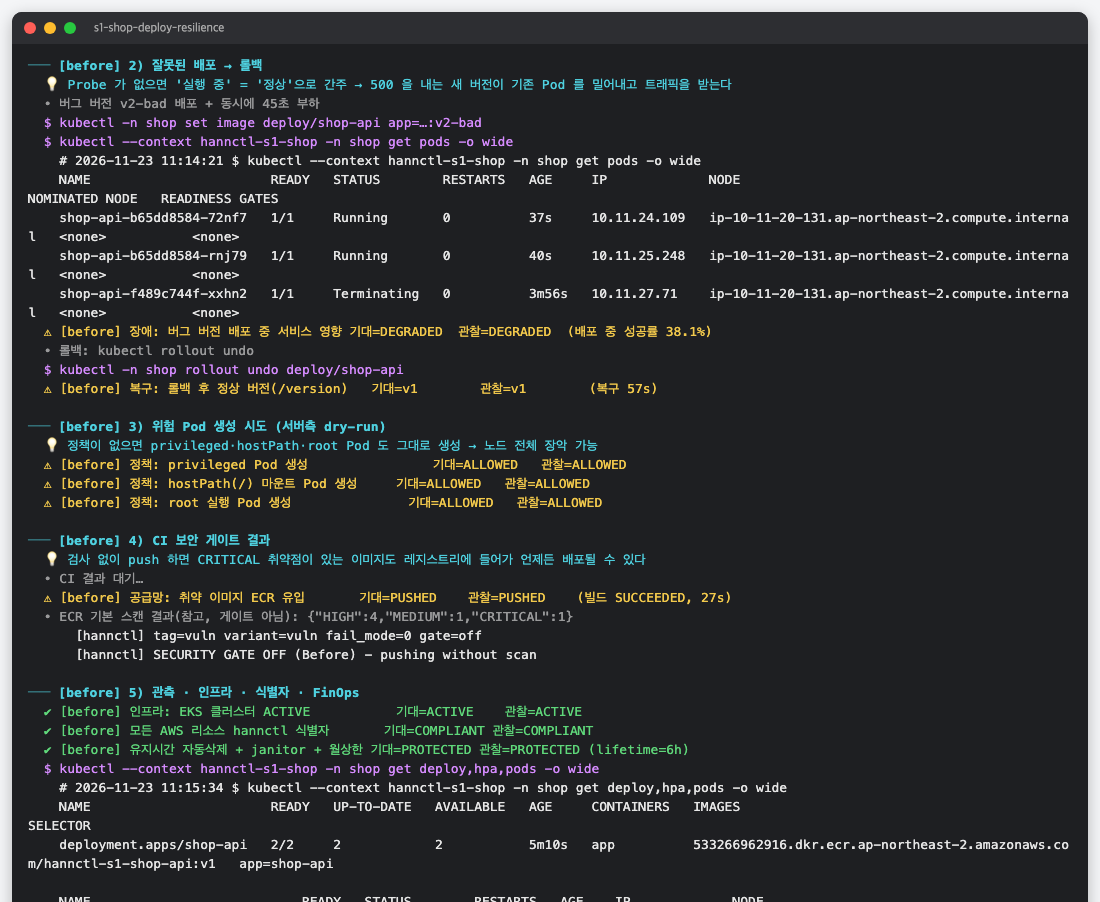 s1-shop-deploy-resilience
─── [before] 2) 잘못된 배포 → 롤백
💡 Probe 가 없으면 '실행 중' = '정상'으로 간주 → 500 을 내는 새 버전이 기존 Pod 를 밀어내고 트래픽을 받는다
• 버그 버전 v2-bad 배포 + 동시에 45초 부하
$ kubectl -n shop set image deploy/shop-api app=…:v2-bad
$ kubectl --context hannctl-s1-shop -n shop get pods -o wide
# 2026-11-23 11:14:21 $ kubectl --context hannctl-s1-shop -n shop get pods -o wide
NAME                       READY   STATUS        RESTARTS   AGE     IP             NODE
NOMINATED NODE   READINESS GATES
shop-api-b65dd8584-72nf7   1/1     Running       0          37s     10.11.24.109   ip-10-11-20-131.ap-northeast-2.compute.interna
l   <none>           <none>
shop-api-b65dd8584-rnj79   1/1     Running       0          40s     10.11.25.248   ip-10-11-20-131.ap-northeast-2.compute.interna
l   <none>           <none>
shop-api-f489c744f-xxhn2   1/1     Terminating   0          3m56s   10.11.27.71    ip-10-11-20-131.ap-northeast-2.compute.interna
l   <none>           <none>
⚠ [before] 장애: 버그 버전 배포 중 서비스 영향 기대=DEGRADED  관찰=DEGRADED  (배포 중 성공률 38.1%)
• 롤백: kubectl rollout undo
$ kubectl -n shop rollout undo deploy/shop-api
⚠ [before] 복구: 롤백 후 정상 버전(/version)   기대=v1        관찰=v1        (복구 57s)
─── [before] 3) 위험 Pod 생성 시도 (서버측 dry-run)
💡 정책이 없으면 privileged·hostPath·root Pod 도 그대로 생성 → 노드 전체 장악 가능
⚠ [before] 정책: privileged Pod 생성                기대=ALLOWED   관찰=ALLOWED
⚠ [before] 정책: hostPath(/) 마운트 Pod 생성     기대=ALLOWED   관찰=ALLOWED
⚠ [before] 정책: root 실행 Pod 생성               기대=ALLOWED   관찰=ALLOWED
─── [before] 4) CI 보안 게이트 결과
💡 검사 없이 push 하면 CRITICAL 취약점이 있는 이미지도 레지스트리에 들어가 언제든 배포될 수 있다
• CI 결과 대기…
⚠ [before] 공급망: 취약 이미지 ECR 유입       기대=PUSHED    관찰=PUSHED    (빌드 SUCCEEDED, 27s)
• ECR 기본 스캔 결과(참고, 게이트 아님): {"HIGH":4,"MEDIUM":1,"CRITICAL":1}
[hannctl] tag=vuln variant=vuln fail_mode=0 gate=off
[hannctl] SECURITY GATE OFF (Before) — pushing without scan
─── [before] 5) 관측 · 인프라 · 식별자 · FinOps
✔ [before] 인프라: EKS 클러스터 ACTIVE            기대=ACTIVE    관찰=ACTIVE
✔ [before] 모든 AWS 리소스 hannctl 식별자       기대=COMPLIANT 관찰=COMPLIANT
✔ [before] 유지시간 자동삭제 + janitor + 월상한 기대=PROTECTED 관찰=PROTECTED (lifetime=6h)
$ kubectl --context hannctl-s1-shop -n shop get deploy,hpa,pods -o wide
# 2026-11-23 11:15:34 $ kubectl --context hannctl-s1-shop -n shop get deploy,hpa,pods -o wide
NAME                       READY   UP-TO-DATE   AVAILABLE   AGE     CONTAINERS   IMAGES
SELECTOR
deployment.apps/shop-api   2/2     2            2           5m10s   app          533266962916.dkr.ecr.ap-northeast-2.amazonaws.co
m/hannctl-s1-shop-api:v1   app=shop-api
NAME                           READY   STATUS        RESTARTS   AGE    IP             NODE